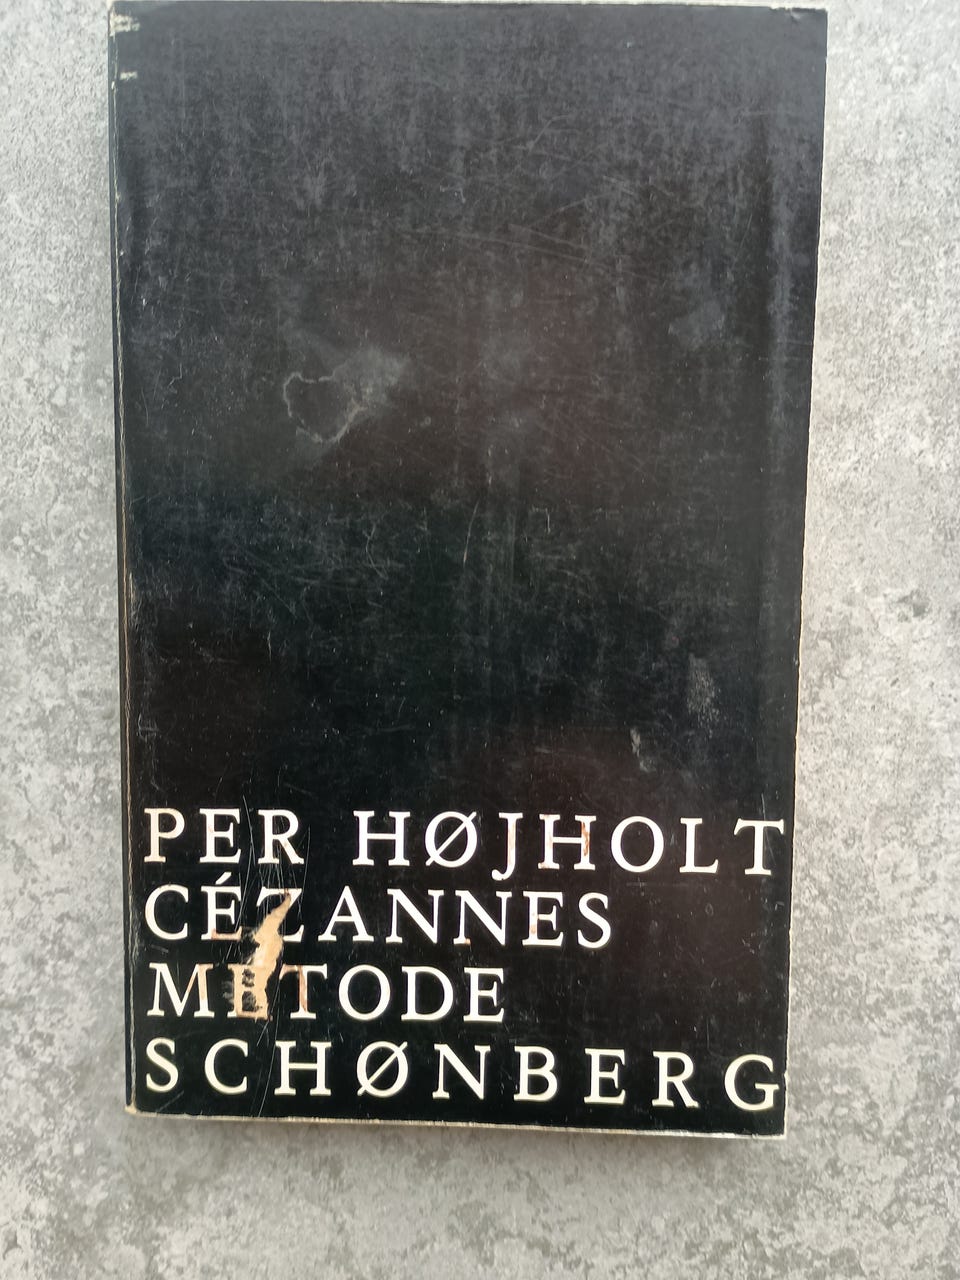 PER HØJHOLT
CÉZANNES
METODE
SCHØNBERG